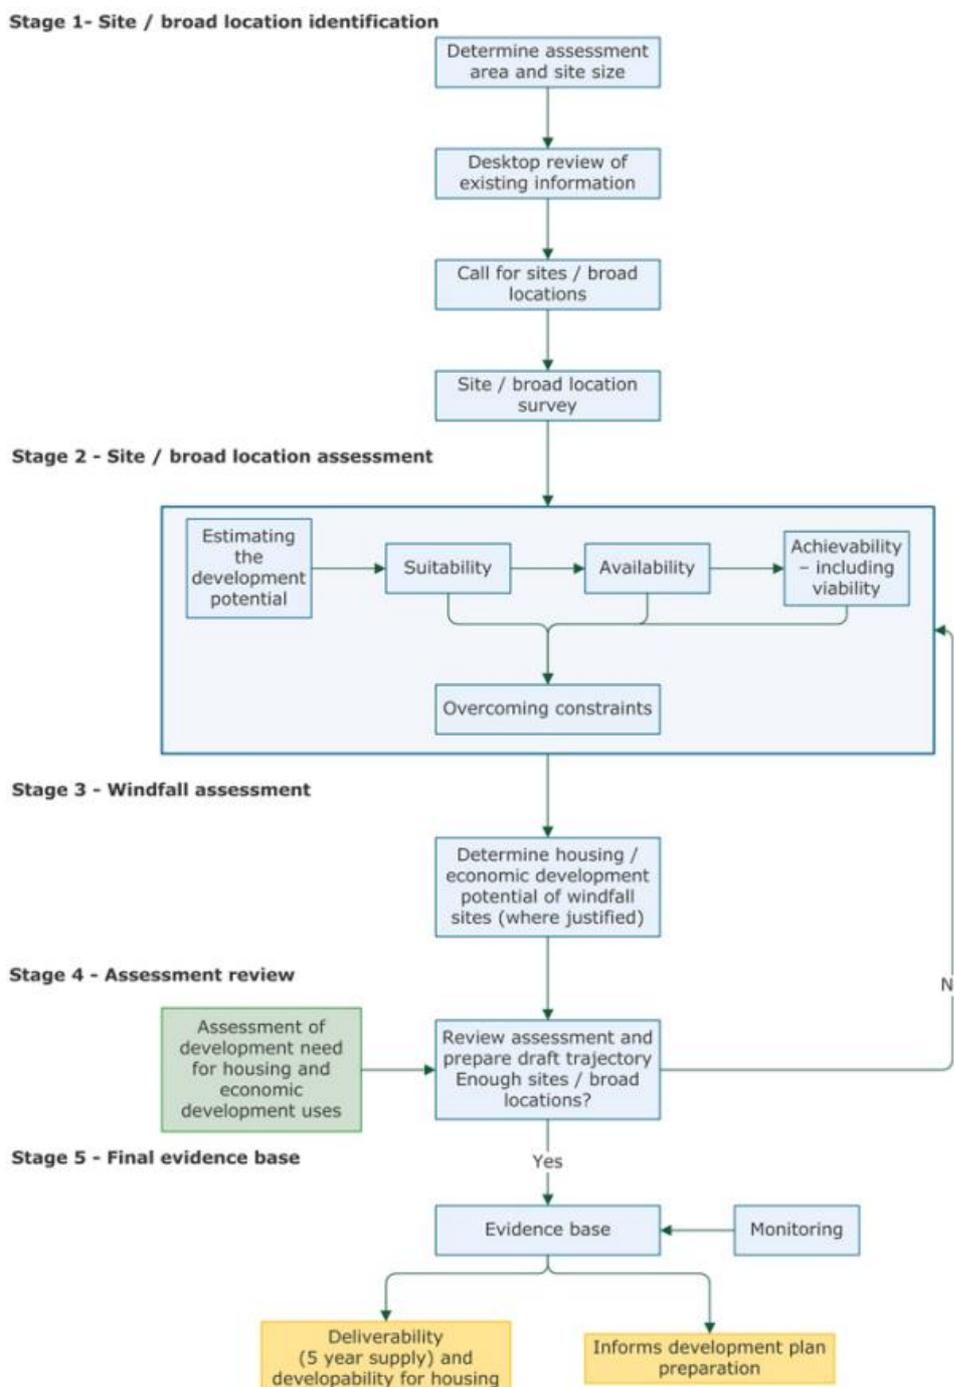 Stage 1- Site / broad location identification
Determine assessment
area and site size
Desktop review of
existing information
Call for sites / broad
locations
Site / broad location
survey
Stage 2 - Site / broad location assessment
Estimating
the
development
potential
Suitability
Availability
Achievability
– including
viability
Overcoming constraints
Stage 3 - Windfall assessment
Determine housing /
economic development
potential of windfall
sites (where justified)
Stage 4 - Assessment review
N
Assessment of
development need
for housing and
economic
development uses
Review assessment and
prepare draft trajectory
Enough sites / broad
locations?
Stage 5 - Final evidence base
Yes
Evidence base
Monitoring
Deliverability
(5 year supply) and
developability for housing
Informs development plan
preparation